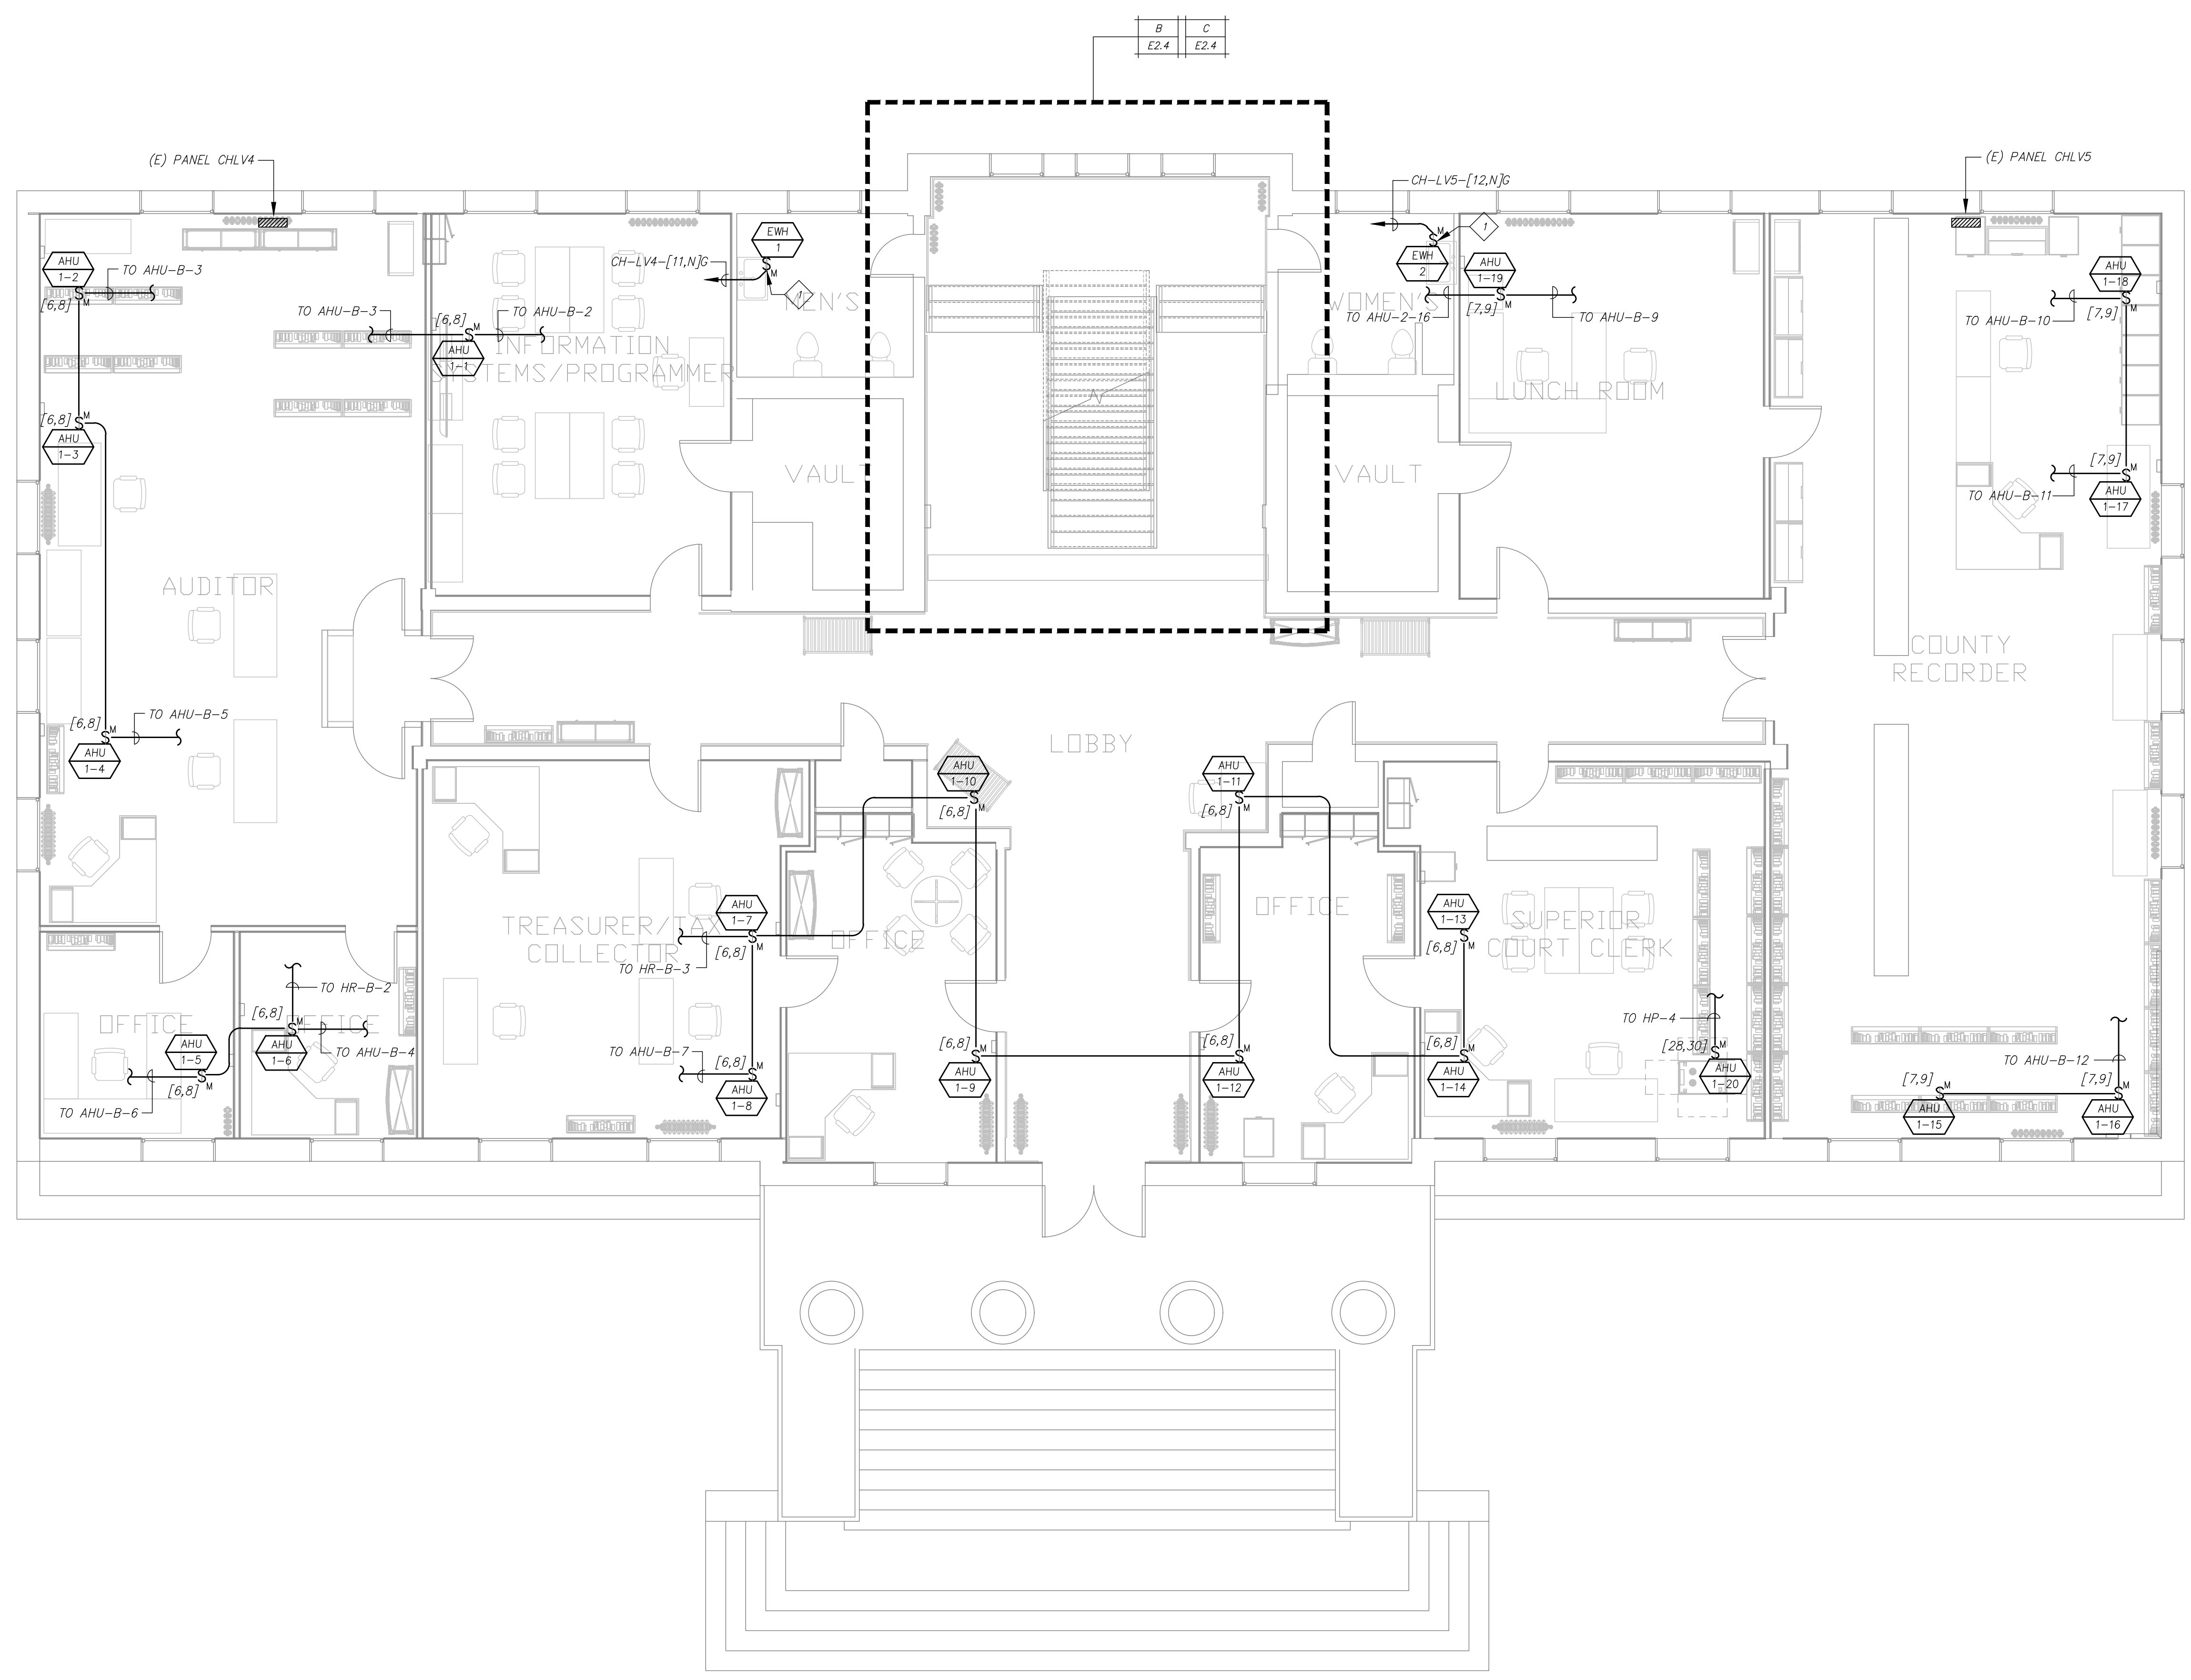 B C
E2.4 E2.4
(E) PANEL CHLV4
(E) PANEL CHLV5
CH-LV5-[12,N]G
EWH
1
M
1
CH-LV4-[11,N]G
MEN'S
M
1
EWH
2
WOMEN'S
AHU
1-19
M
[7,9]
TO AHU-2-16
TO AHU-B-9
AHU
1-2
TO AHU-B-3
M
[6,8]
TO AHU-B-3
[6,8]
M
TO AHU-B-2
AHU
1-1
INFORMATION
SYSTEMS/PROGRAMMER
AHU
1-18
M
[7,9]
TO AHU-B-10
LUNCH ROOM
[6,8]
M
AHU
1-3
VAULT
VAULT
[7,9]
M
TO AHU-B-11
AHU
1-17
AUDITOR
COUNTY
RECORDER
TO AHU-B-5
[6,8]
M
AHU
1-4
LOBBY
AHU
1-10
M
[6,8]
AHU
1-11
M
[6,8]
AHU
1-7
M
[6,8]
TO HR-B-3
TREASURER/TAX
COLLECTOR
OFFICE
OFFICE
AHU
1-13
M
[6,8]
SUPERIOR
COURT CLERK
TO HR-B-2
[6,8]
M
OFFICE
OFFICE
AHU
1-5
M
[6,8]
AHU
1-6
TO AHU-B-4
TO AHU-B-6
TO AHU-B-7
[6,8]
M
AHU
1-8
[6,8]
M
AHU
1-9
[6,8]
M
AHU
1-12
[6,8]
M
AHU
1-14
TO HP-4
[28,30]
M
AHU
1-20
TO AHU-B-12
[7,9]
M
AHU
1-15
[7,9]
M
AHU
1-16